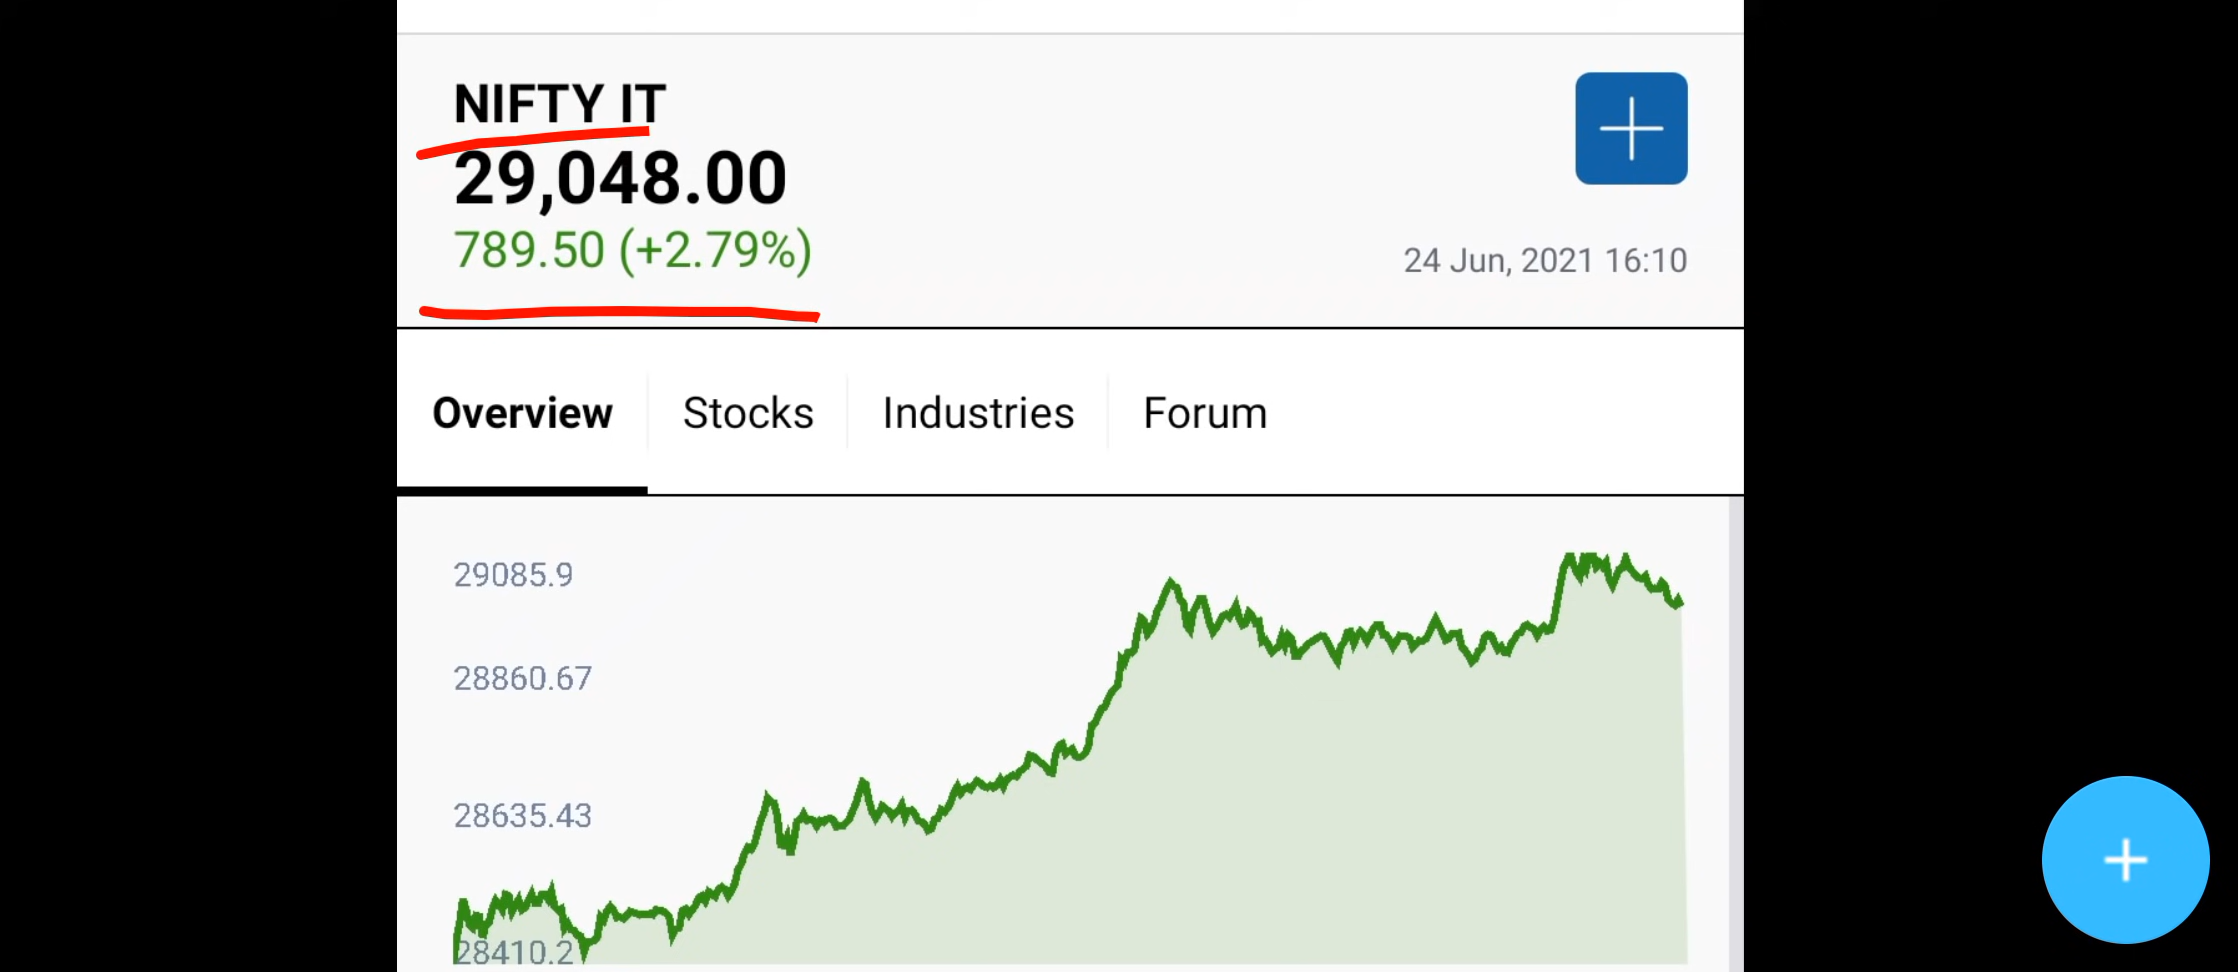 NIFTY IT
29,048.00
789.50 (+2.79%)
24 Jun, 2021 16:10
Overview Stocks Industries Forum
29085.9
28860.67
28635.43
28410.2